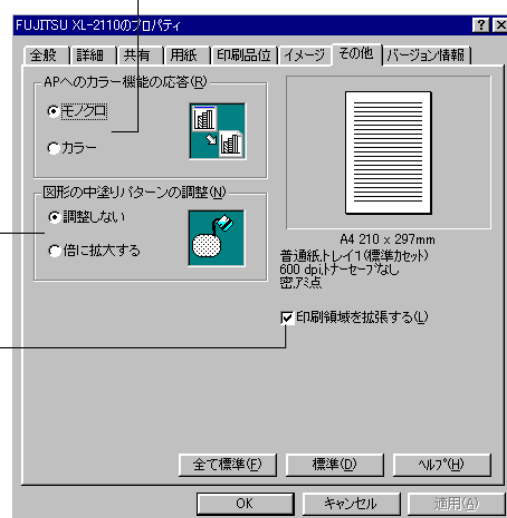 FUJITSU XL-2110のプロパティ
全般 詳細 共有 用紙 印刷品位 イメージ その他 バージョン情報
APへのカラー機能の応答(R)
モノクロ
カラー
図形の中塗りパターンの調整(N)
調整しない
倍に拡大する
A4 210 x 297mm
普通紙,トレイ1(標準カセット)
600 dpi,トナーセーブなし
密,アミ点
印刷領域を拡張する(L)
全て標準(F) 標準(D) ヘルプ(H)
OK キャンセル 適用(A)